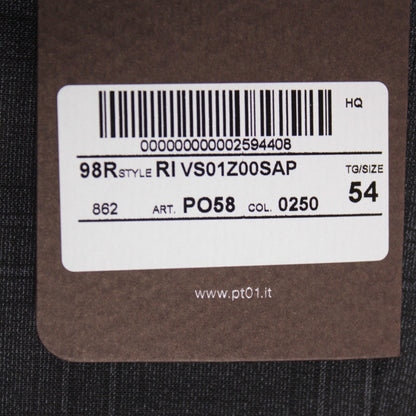 HQ
000000000002594408
98R STYLE RI VS01Z00SAP TG/SIZE
862 ART. PO58 COL. 0250 54
www.pt01.it